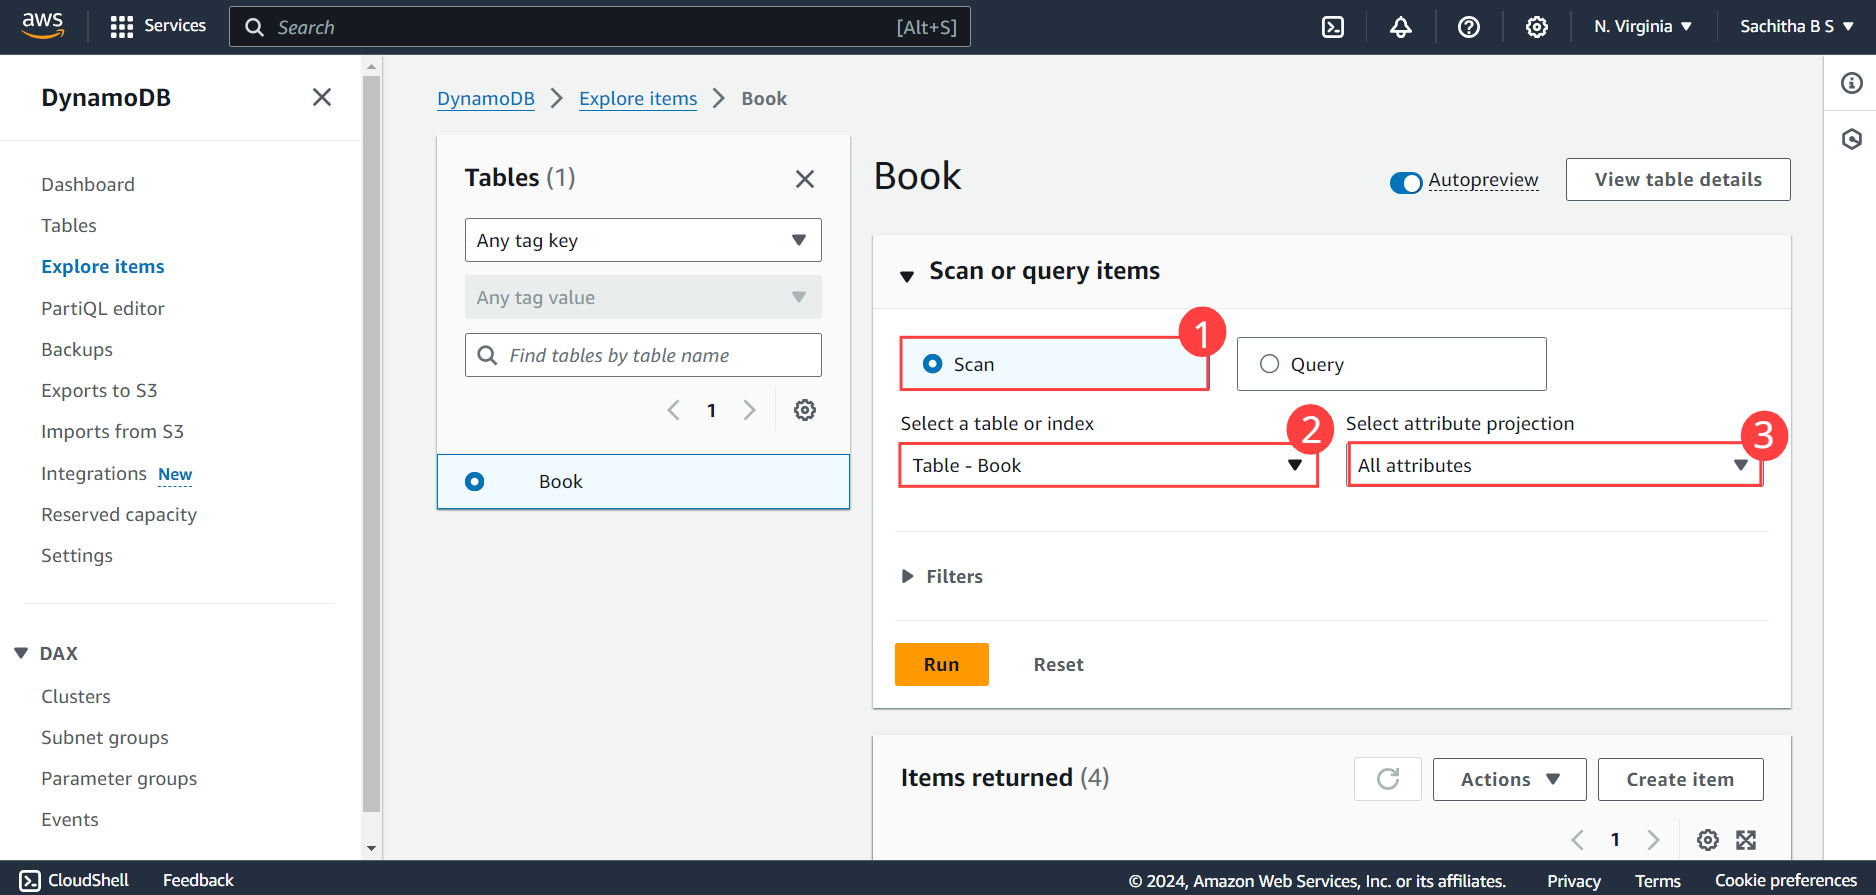 aws
Services
Search
[Alt+S]
N. Virginia
Sachitha B S
DynamoDB
Dashboard
Tables
Explore items
PartiQL editor
Backups
Exports to S3
Imports from S3
Integrations New
Reserved capacity
Settings
DAX
Clusters
Subnet groups
Parameter groups
Events
DynamoDB
Explore items
Book
Tables (1)
Any tag key
Any tag value
Find tables by table name
1
Book
Book
Autopreview
View table details
Scan or query items
1
Scan
Query
Select a table or index
2
Select attribute projection
3
Table - Book
All attributes
Filters
Run
Reset
Items returned (4)
Actions
Create item
1
CloudShell
Feedback
© 2024, Amazon Web Services, Inc. or its affiliates.
Privacy
Terms
Cookie preferences